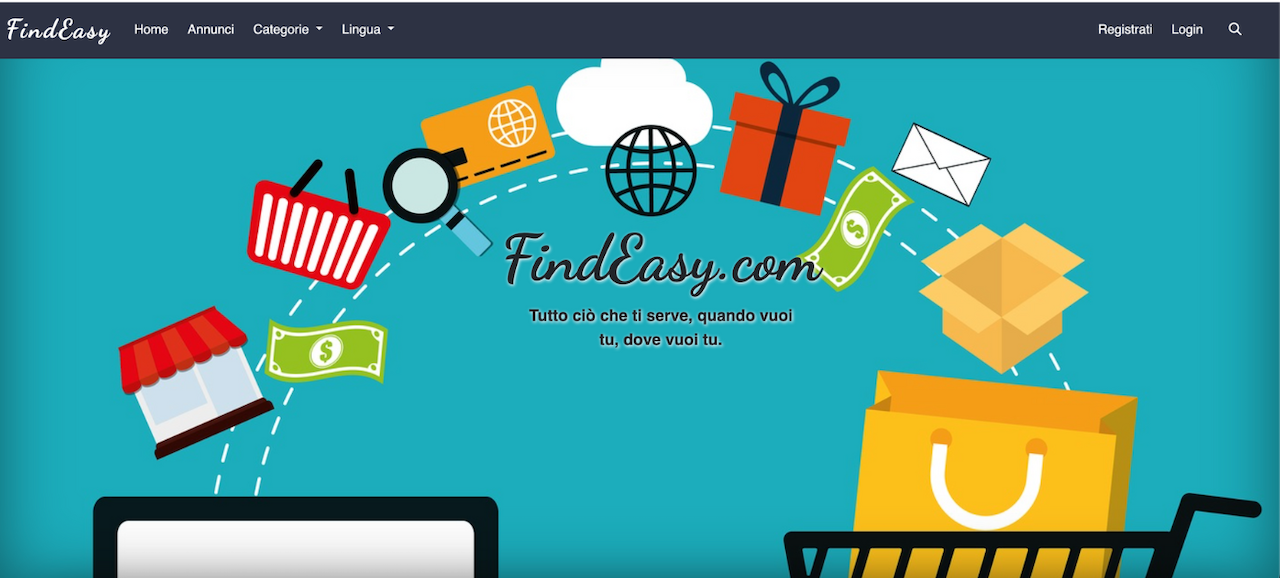 FindEasy Home Annunci Categorie Lingua Registrati Login
FindEasy.com
Tutto ciò che ti serve, quando vuoi
tu, dove vuoi tu.